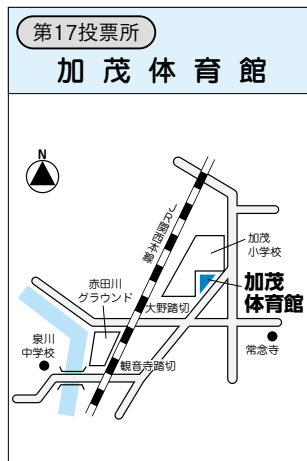 第17投票所
加茂体育館
N
JR関西本線
加茂
小学校
赤田川
グラウンド
加茂
体育館
大野踏切
泉川
中学校
常念寺
観音寺踏切